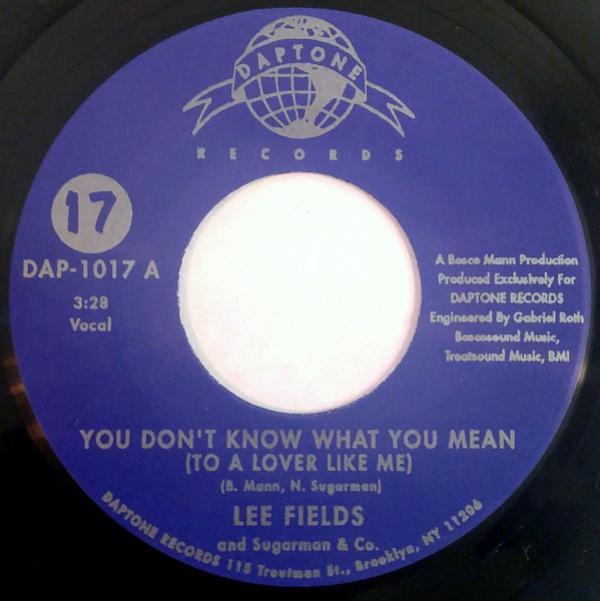 DAPTONE
RECORDS
17
DAP-1017 A
3:28
Vocal
A Bosco Mann Production
Produced Exclusively For
DAPTONE RECORDS
Engineered By Gabriel Roth
Boscosound Music,
Treatsound Music, BMI
YOU DON'T KNOW WHAT YOU MEAN
(TO A LOVER LIKE ME)
(B. Mann, N. Sugarman)
LEE FIELDS
and Sugarman & Co.
DAPTONE RECORDS 115 Troutman St., Brooklyn, NY 11206